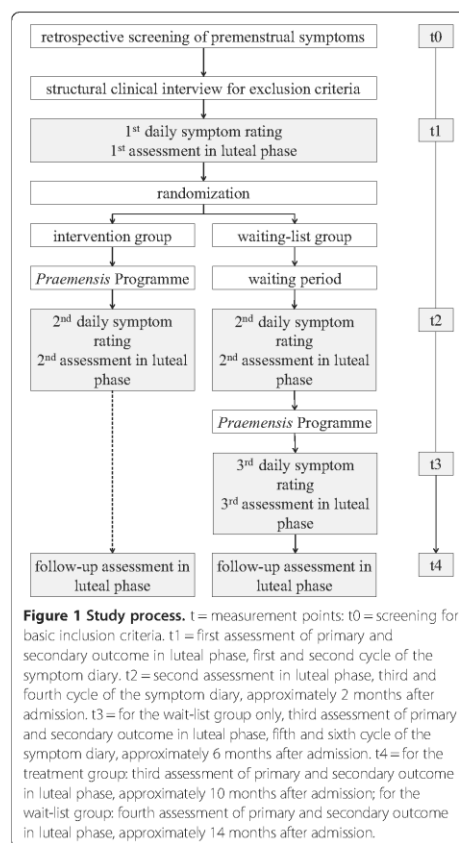 retrospective screening of premenstrual symptoms
t0
structural clinical interview for exclusion criteria
1st daily symptom rating
1st assessment in luteal phase
t1
randomization
intervention group
waiting-list group
Praemensis Programme
waiting period
2nd daily symptom
rating
2nd assessment in luteal
phase
2nd daily symptom
rating
2nd assessment in luteal
phase
t2
Praemensis Programme
3rd daily symptom
rating
3rd assessment in luteal
phase
t3
follow-up assessment in
luteal phase
follow-up assessment in
luteal phase
t4
Figure 1 Study process. t = measurement points: t0 = screening for
basic inclusion criteria. t1 = first assessment of primary and
secondary outcome in luteal phase, first and second cycle of the
symptom diary. t2 = second assessment in luteal phase, third and
fourth cycle of the symptom diary, approximately 2 months after
admission. t3 = for the wait-list group only, third assessment of primary
and secondary outcome in luteal phase, fifth and sixth cycle of the
symptom diary, approximately 6 months after admission. t4 = for the
treatment group: third assessment of primary and secondary outcome
in luteal phase, approximately 10 months after admission; for the
wait-list group: fourth assessment of primary and secondary outcome
in luteal phase, approximately 14 months after admission.